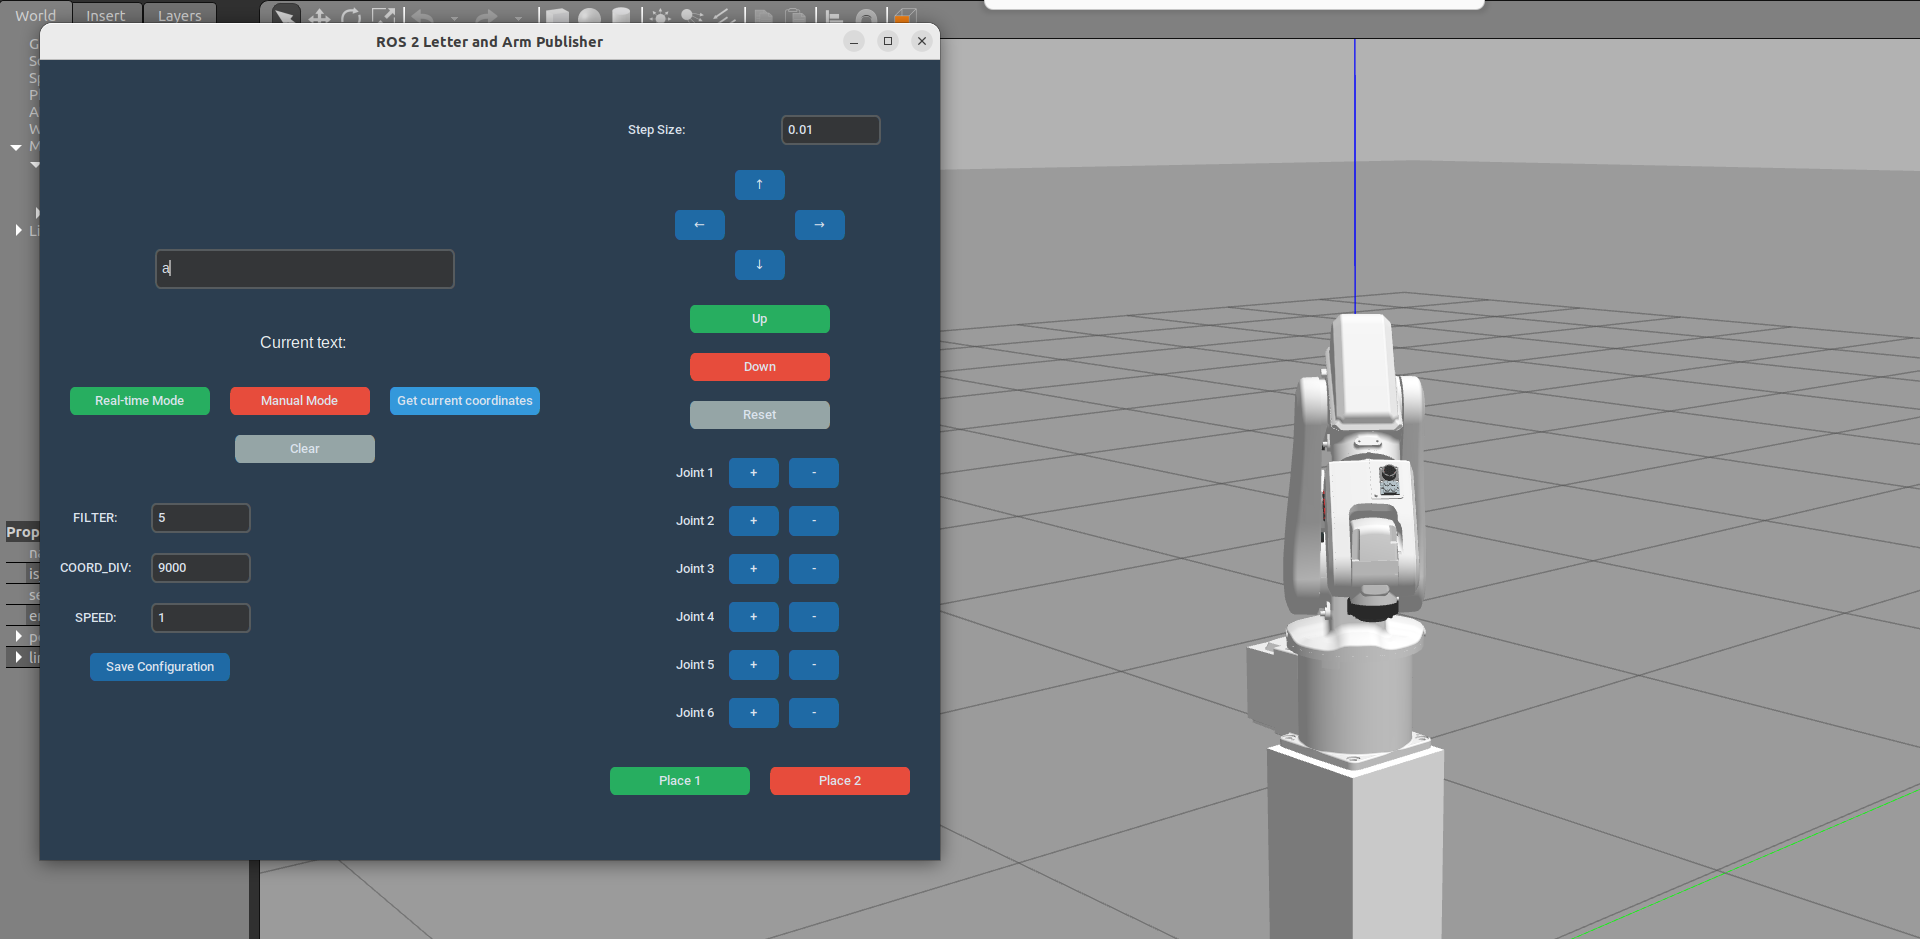 World Insert Layers
ROS 2 Letter and Arm Publisher
Step Size: 0.01
↑
← →
↓
a
Up
Current text:
Down
Real-time Mode Manual Mode Get current coordinates
Reset
Clear
Joint 1 + -
FILTER: 5
Joint 2 + -
COORD_DIV: 9000
Joint 3 + -
SPEED: 1
Joint 4 + -
Save Configuration
Joint 5 + -
Joint 6 + -
Place 1 Place 2